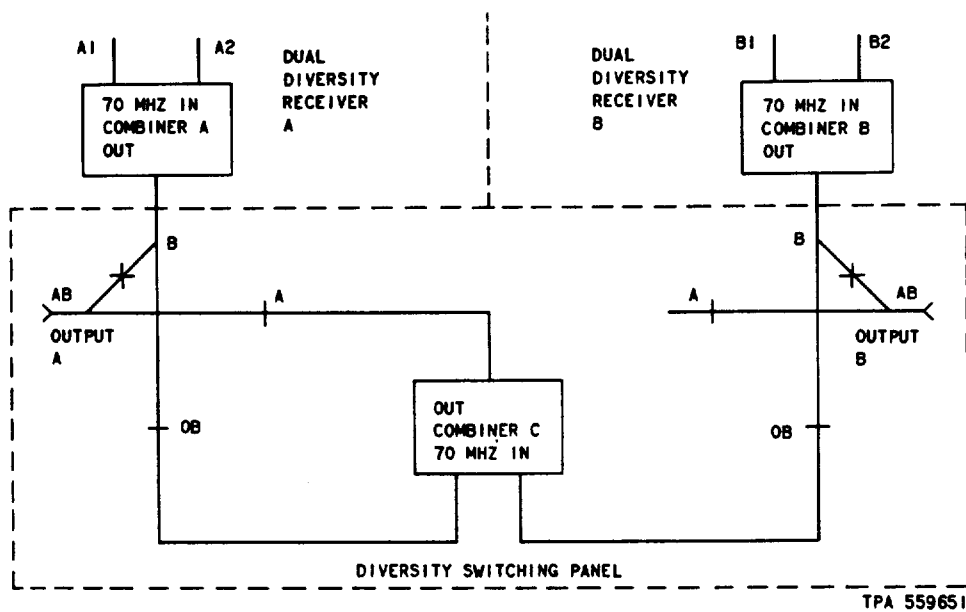 A1
A2
DUAL
DIVERSITY
RECEIVER
A
DUAL
DIVERSITY
RECEIVER
B
B1
B2
70 MHZ IN
COMBINER A
OUT
70 MHZ IN
COMBINER B
OUT
B
AB
OUTPUT
A
A
OB
B
AB
OUTPUT
B
A
OB
OUT
COMBINER C
70 MHZ IN
DIVERSITY SWITCHING PANEL
TPA 559651